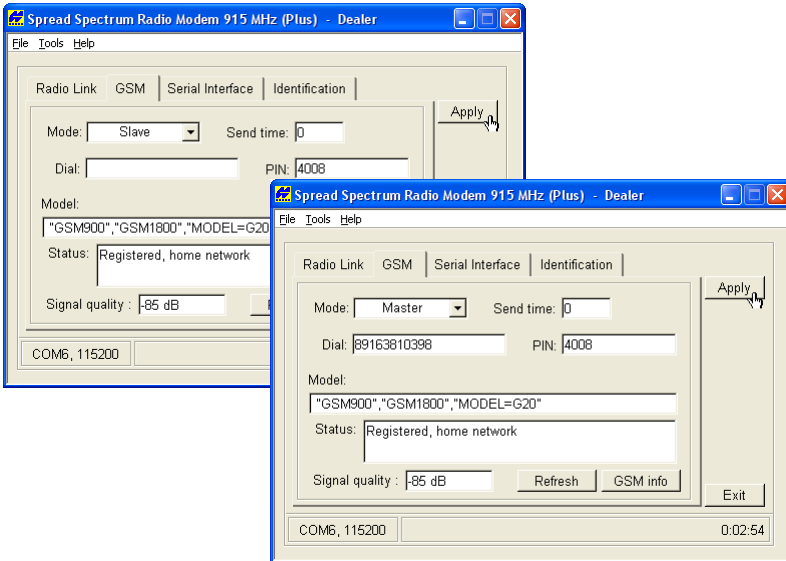 Spread Spectrum Radio Modem 915 MHz (Plus) - Dealer
File Tools Help
Radio Link GSM Serial Interface Identification
Apply
Mode: Slave Send time: 0
Dial: PIN: 4008
Model:
"GSM900","GSM1800","MODEL=G20
Status: Registered, home network
Signal quality : -85 dB
COM6, 115200
Spread Spectrum Radio Modem 915 MHz (Plus) - Dealer
File Tools Help
Radio Link GSM Serial Interface Identification
Apply
Mode: Master Send time: 0
Dial: 89163810398 PIN: 4008
Model:
"GSM900","GSM1800","MODEL=G20"
Status: Registered, home network
Signal quality : -85 dB Refresh GSM info
Exit
COM6, 115200 0:02:54